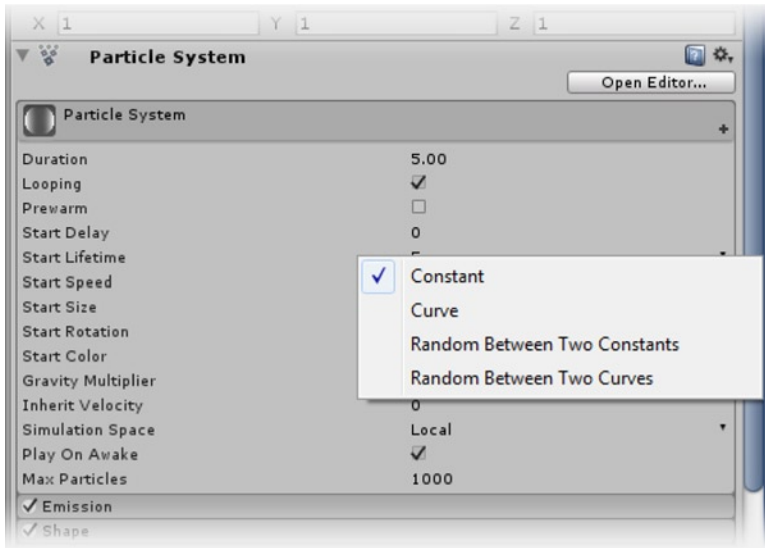 X 1 Y 1 Z 1
Particle System
Open Editor...
Particle System
Duration 5.00
Looping
Prewarm
Start Delay 0
Start Lifetime
Start Speed
Start Size
Start Rotation
Start Color
Gravity Multiplier
Inherit Velocity 0
Simulation Space Local
Play On Awake
Max Particles 1000
Emission
Shape
Constant
Curve
Random Between Two Constants
Random Between Two Curves